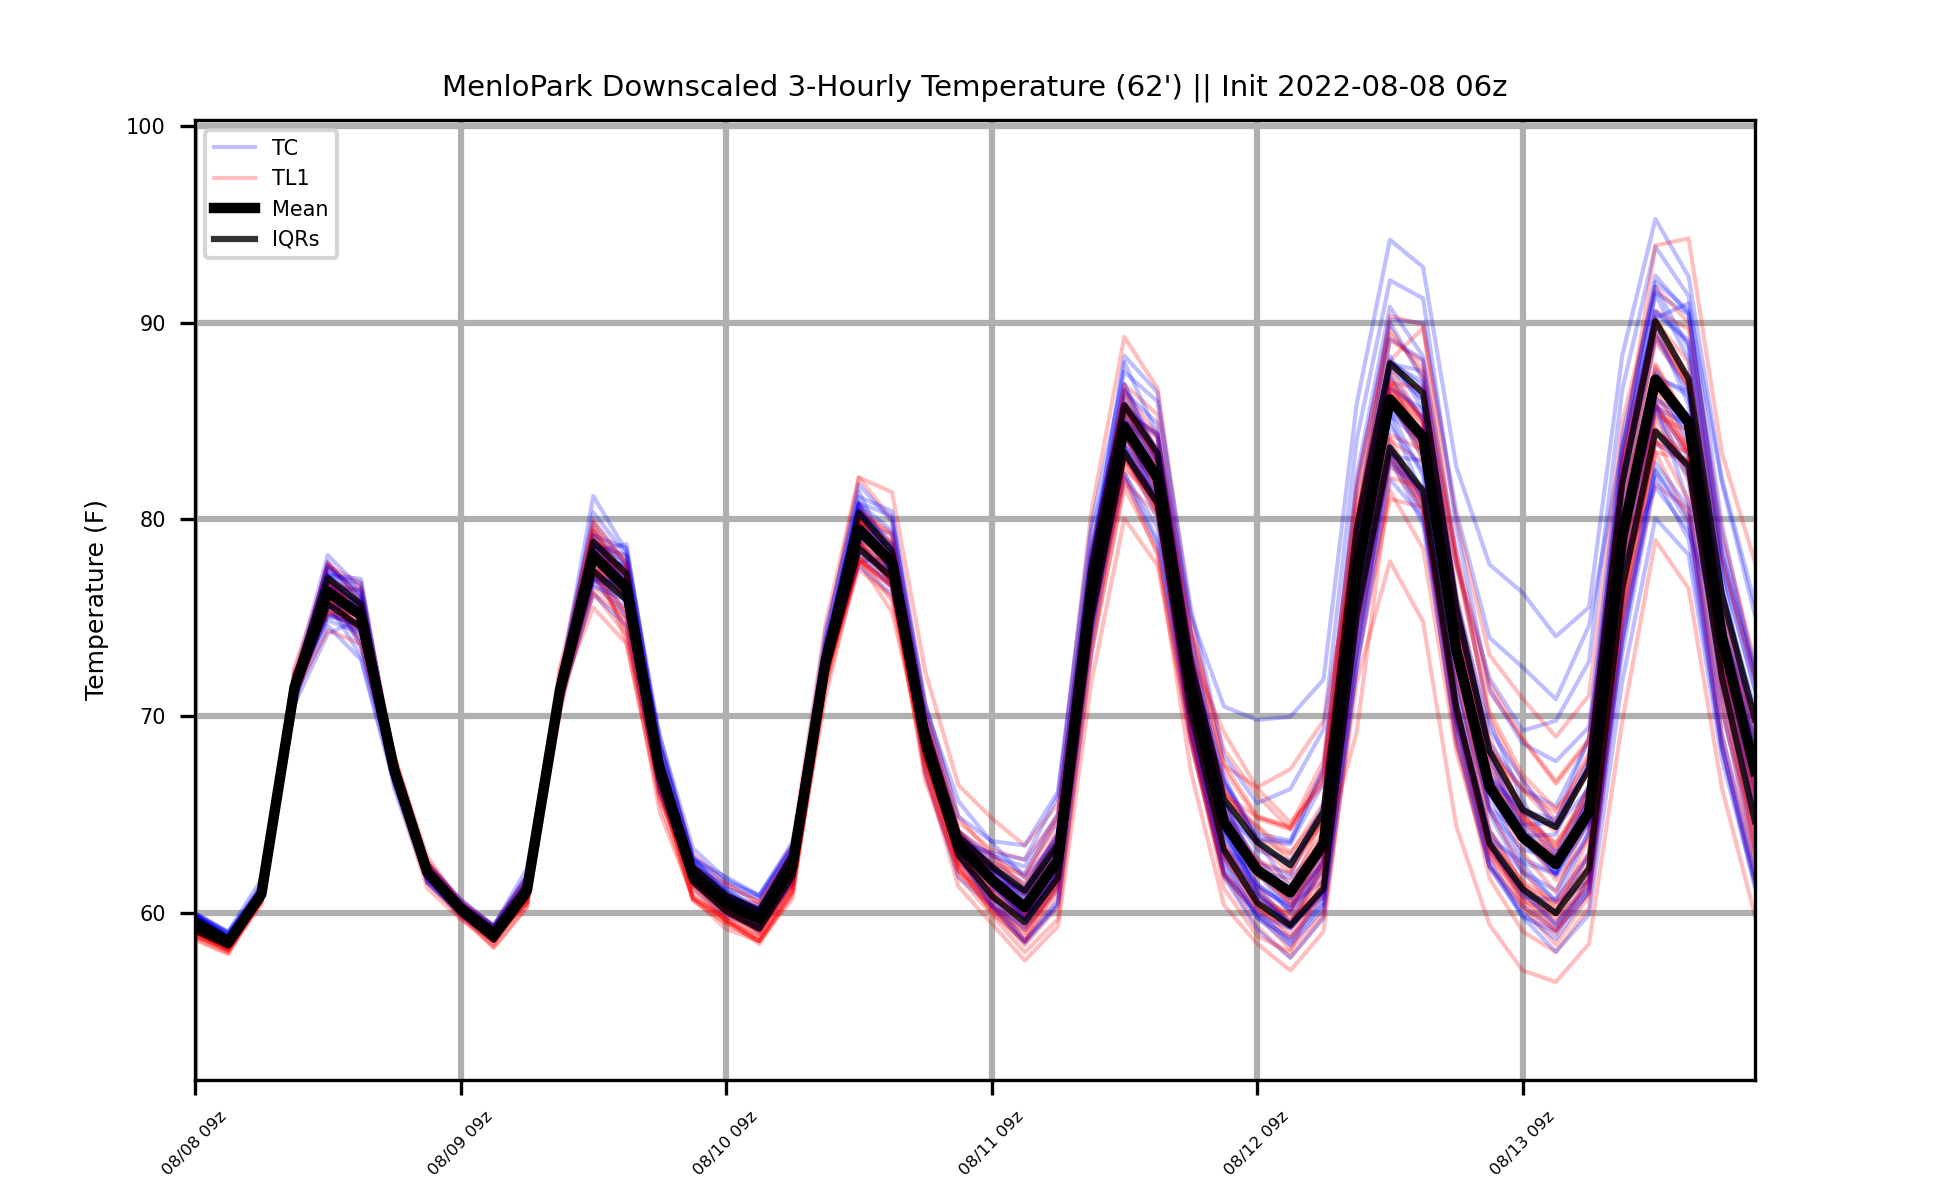 MenloPark Downscaled 3-Hourly Temperature (62') || Init 2022-08-08 06z
TC
TL1
Mean
IQRs
Temperature (F)
100
90
80
70
60
08/08 09z
08/09 09z
08/10 09z
08/11 09z
08/12 09z
08/13 09z